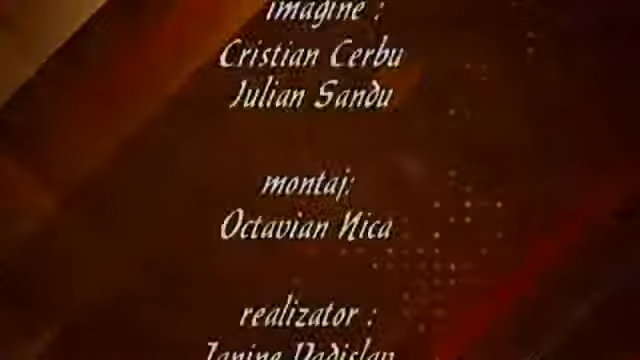 imagine :
Cristian Cerbu
Julian Sandu
montaj:
Octavian Nica
realizator :